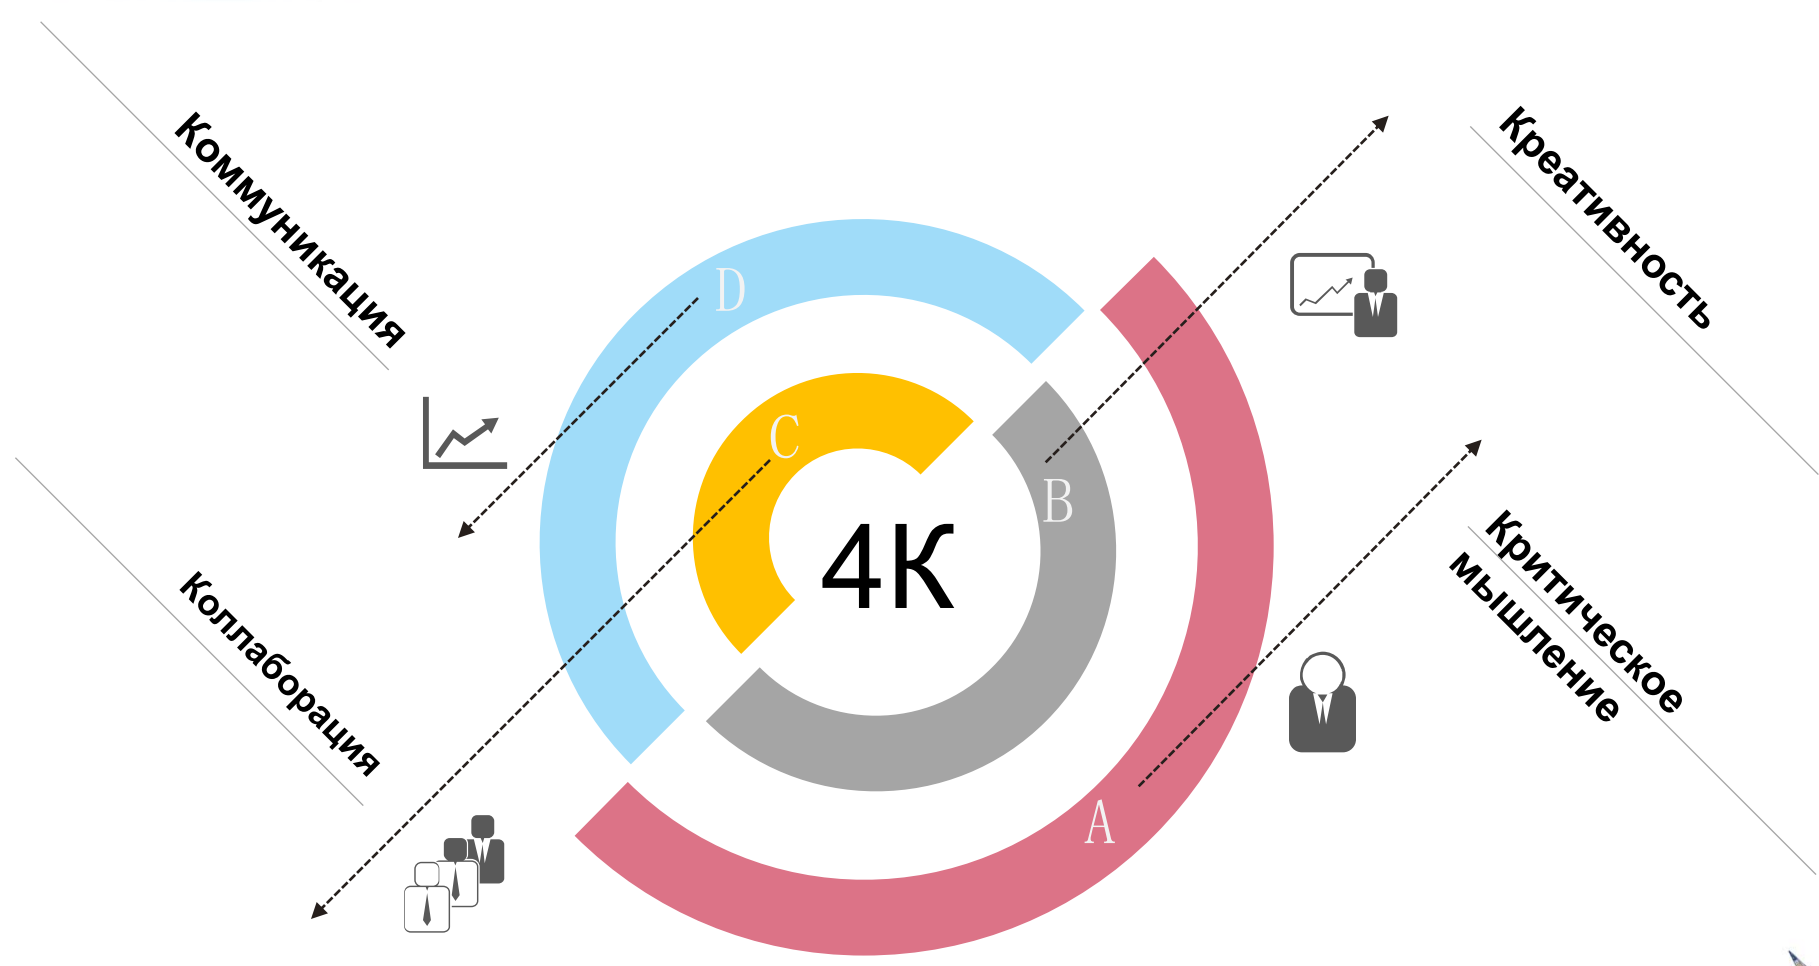 Коммуникация
Креативность
D
C
B
4К
Коллаборация
Критическое
мышление
A